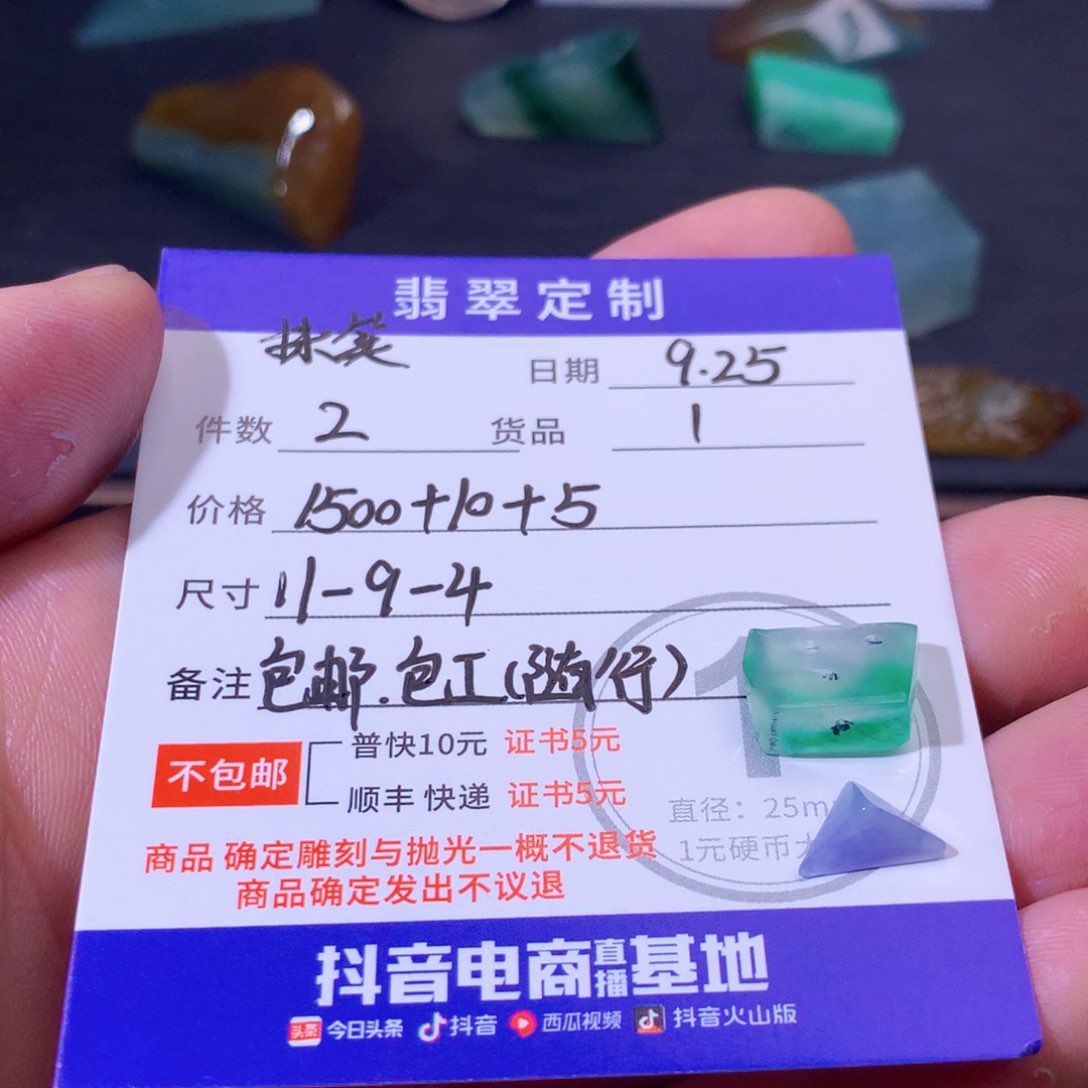 翡翠定制
日期 9.25
件数 2 货品 1
价格 1500+10+5
尺寸 11-9-4
备注 包邮.包工(随行)
不包邮
普快10元 证书5元
顺丰快递 证书5元
直径：25m
1元硬币大
商品 确定雕刻与抛光一概不退货
商品确定发出不议退
抖音电商直播基地
头条 今日头条 抖音 西瓜视频 抖音火山版